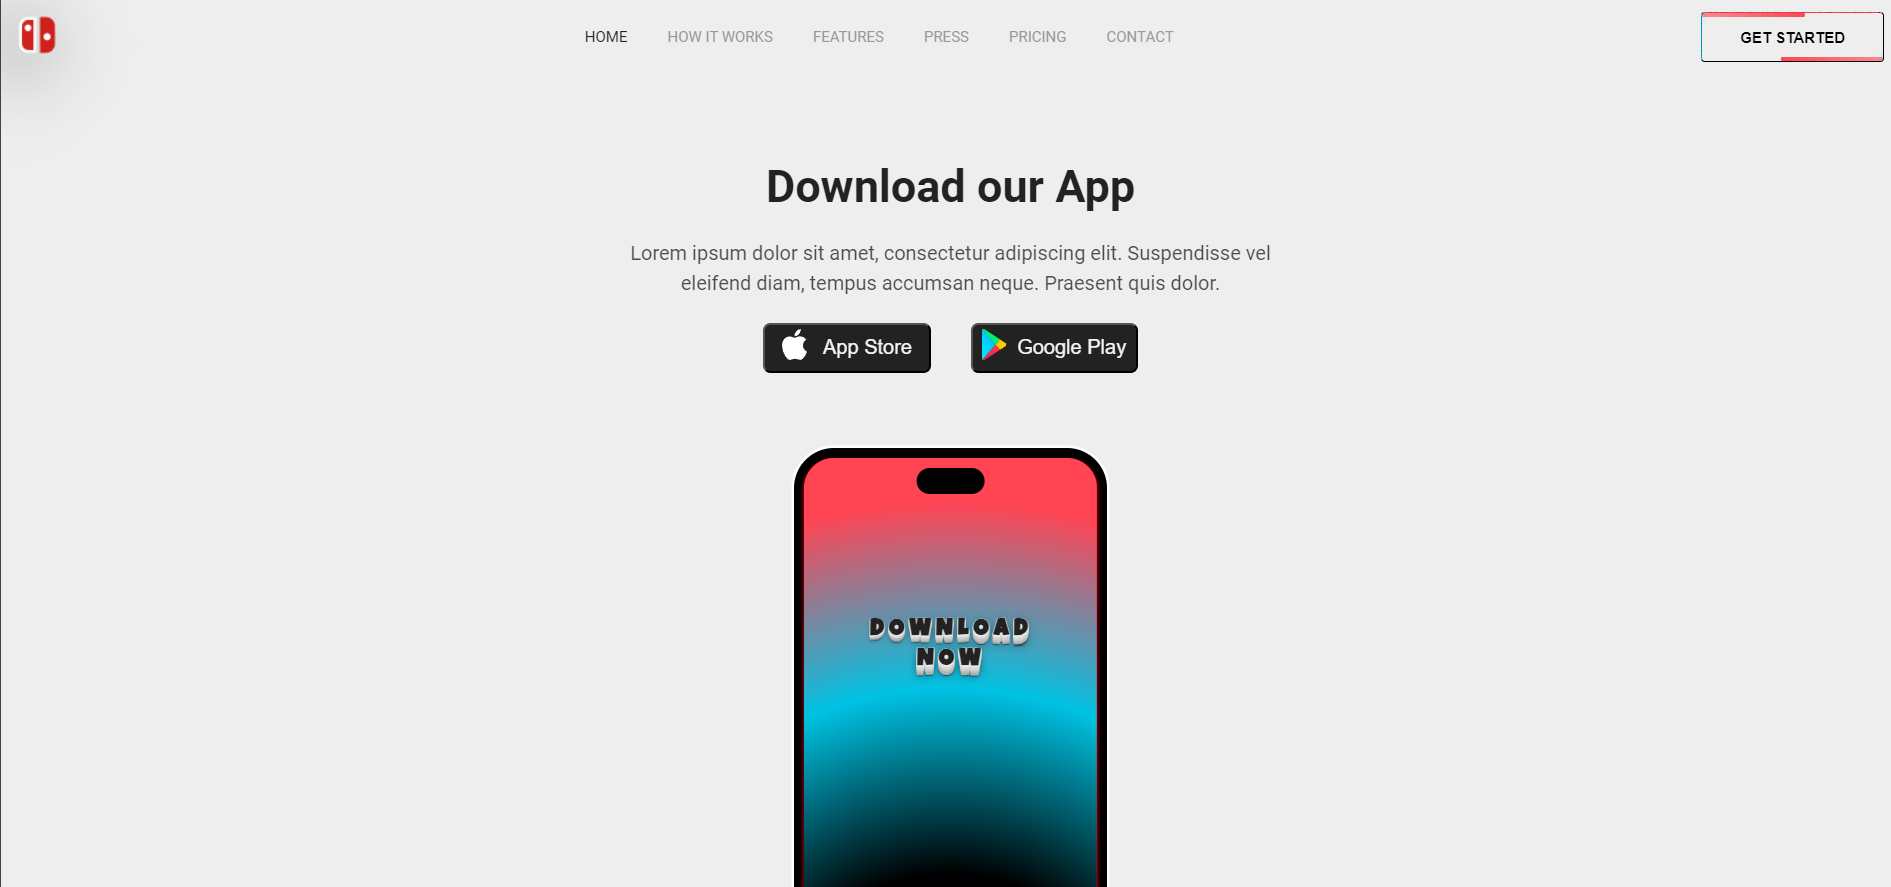 HOME HOW IT WORKS FEATURES PRESS PRICING CONTACT GET STARTED
Download our App
Lorem ipsum dolor sit amet, consectetur adipiscing elit. Suspendisse vel
eleifend diam, tempus accumsan neque. Praesent quis dolor.
App Store Google Play
DOWNLOAD
NOW